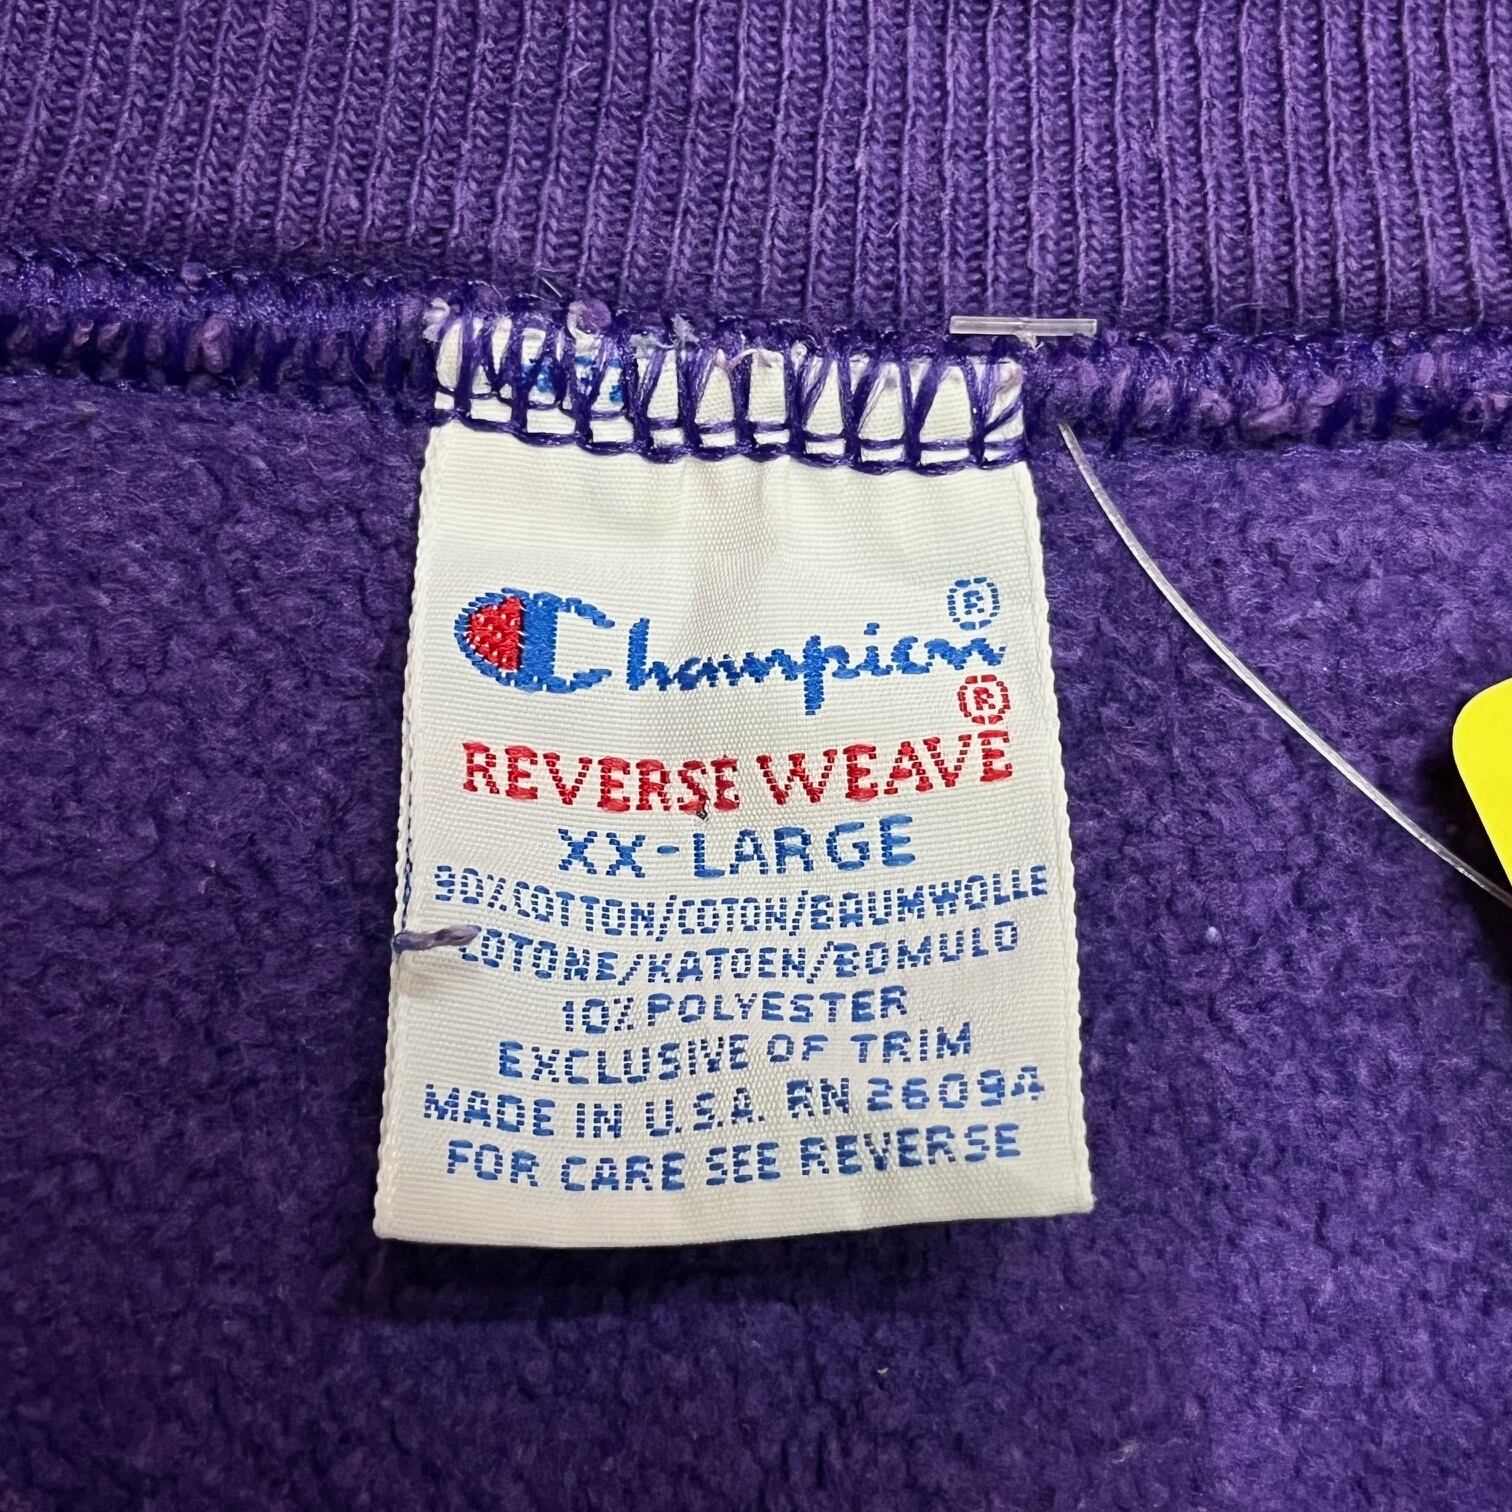 Champion®
REVERSE WEAVE®
XX-LARGE
90% COTTON/COTON/BAUMWOLLE
COTONE/KATOEN/BOMULD
10% POLYESTER
EXCLUSIVE OF TRIM
MADE IN U.S.A. RN 26094
FOR CARE SEE REVERSE